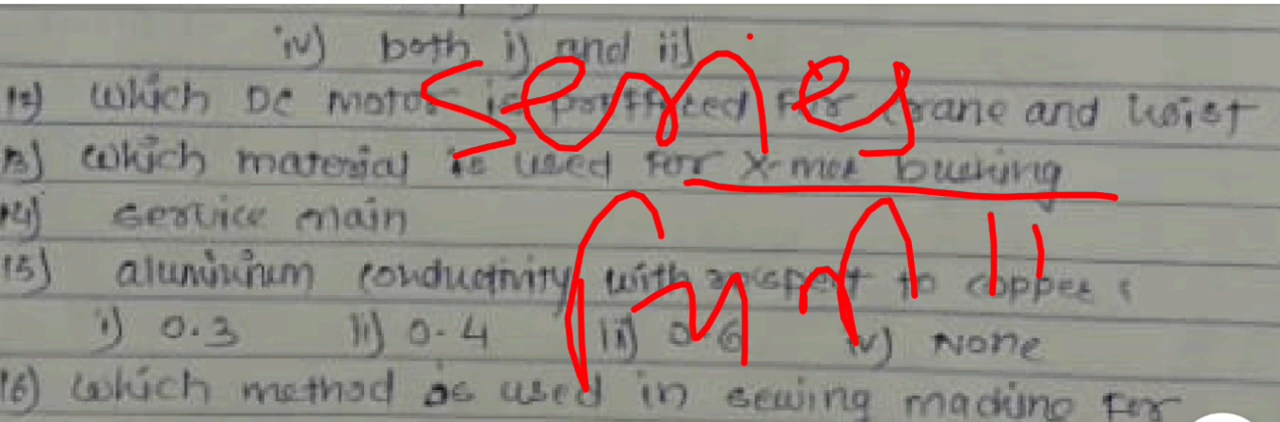 iv) both i) and ii)
12) which DC motor is preffered for crane and hoist
series
13) which material is used for X-mer bushing
14) service main
15) aluminium conductivity with respect to copper
i) 0.3 ii) 0.4 iii) 0.6 iv) None
16) which method is used in sewing machine for